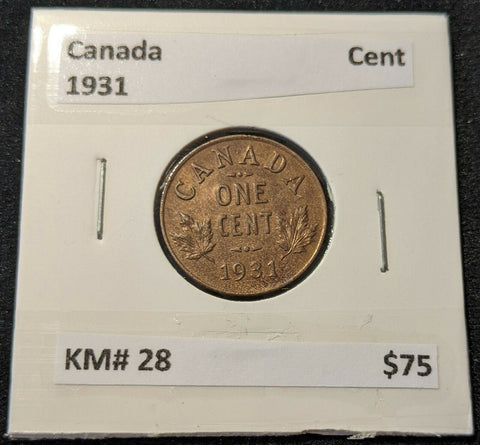 Canada Cent
1931
CANADA
ONE
CENT
1931
KM# 28 $75